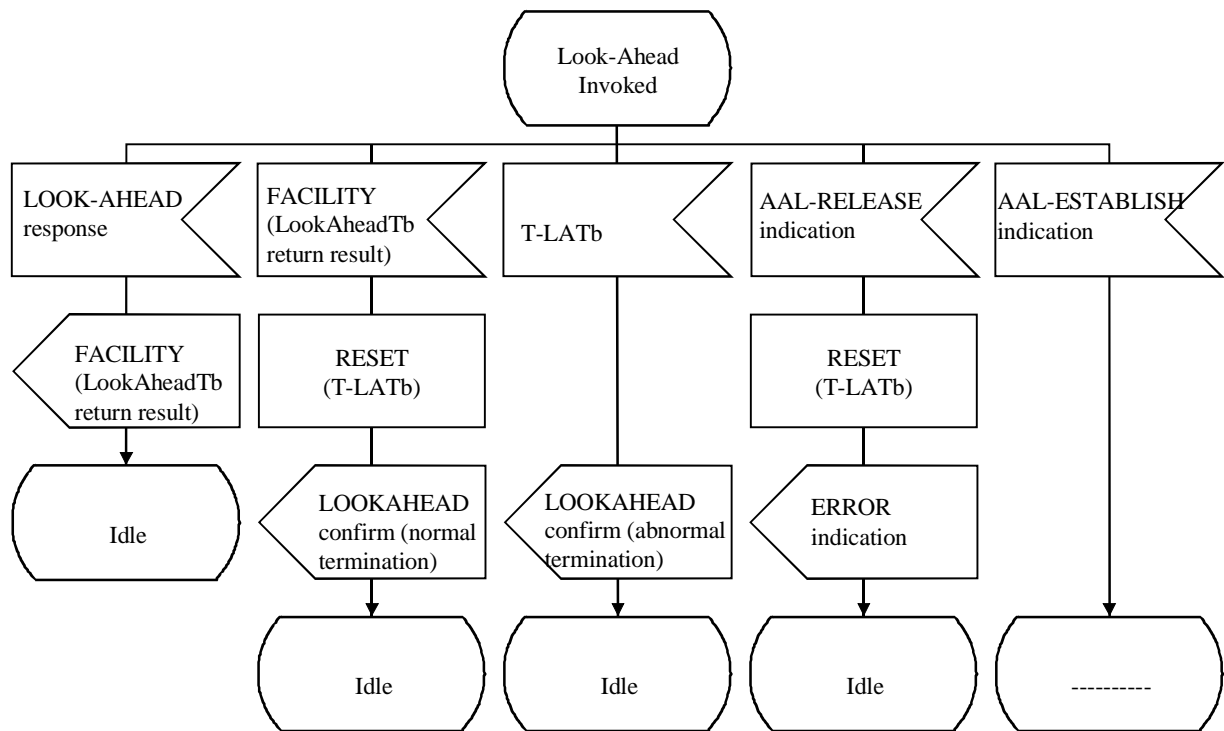 Look-Ahead
Invoked
LOOK-AHEAD
response
FACILITY
(LookAheadTb
return result)
T-LATb
AAL-RELEASE
indication
AAL-ESTABLISH
indication
FACILITY
(LookAheadTb
return result)
RESET
(T-LATb)
RESET
(T-LATb)
Idle
LOOKAHEAD
confirm (normal
termination)
LOOKAHEAD
confirm (abnormal
termination)
ERROR
indication
Idle
Idle
Idle
----------